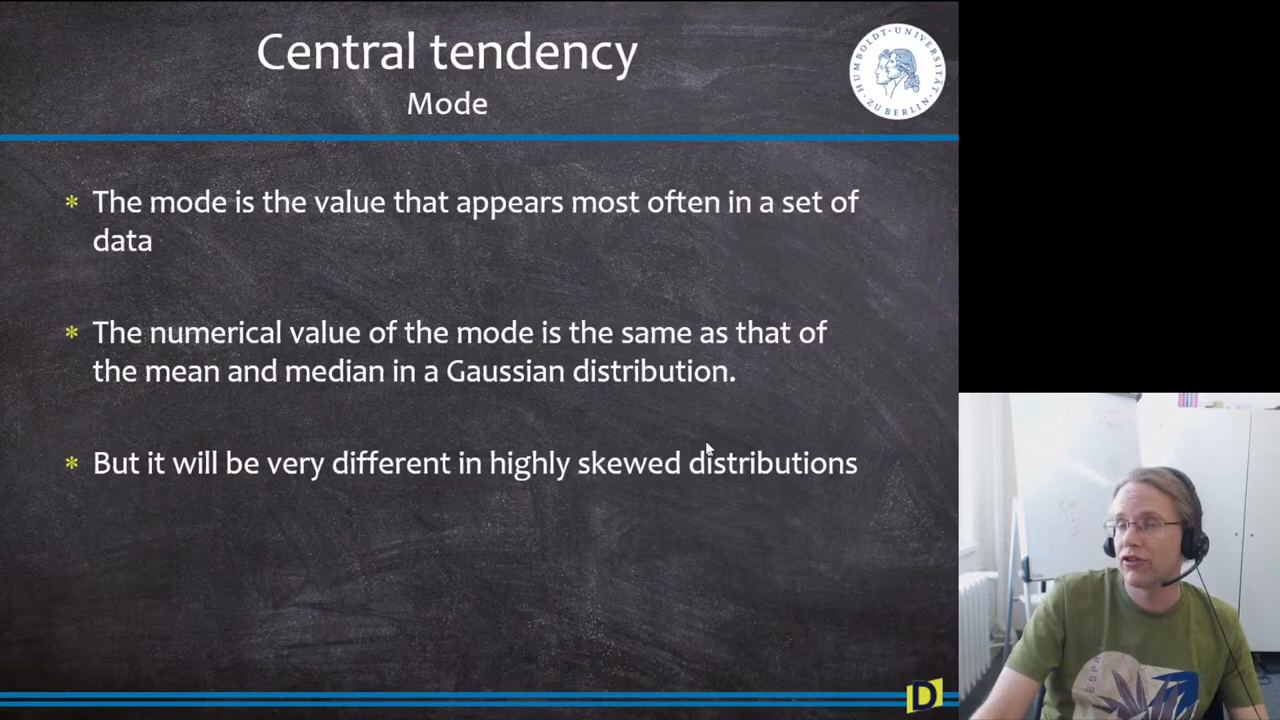 Central tendency
Mode
HUMBOLDT-UNIVERSITÄT
ZU BERLIN
* The mode is the value that appears most often in a set of
data
* The numerical value of the mode is the same as that of
the mean and median in a Gaussian distribution.
* But it will be very different in highly skewed distributions
ESPR
D